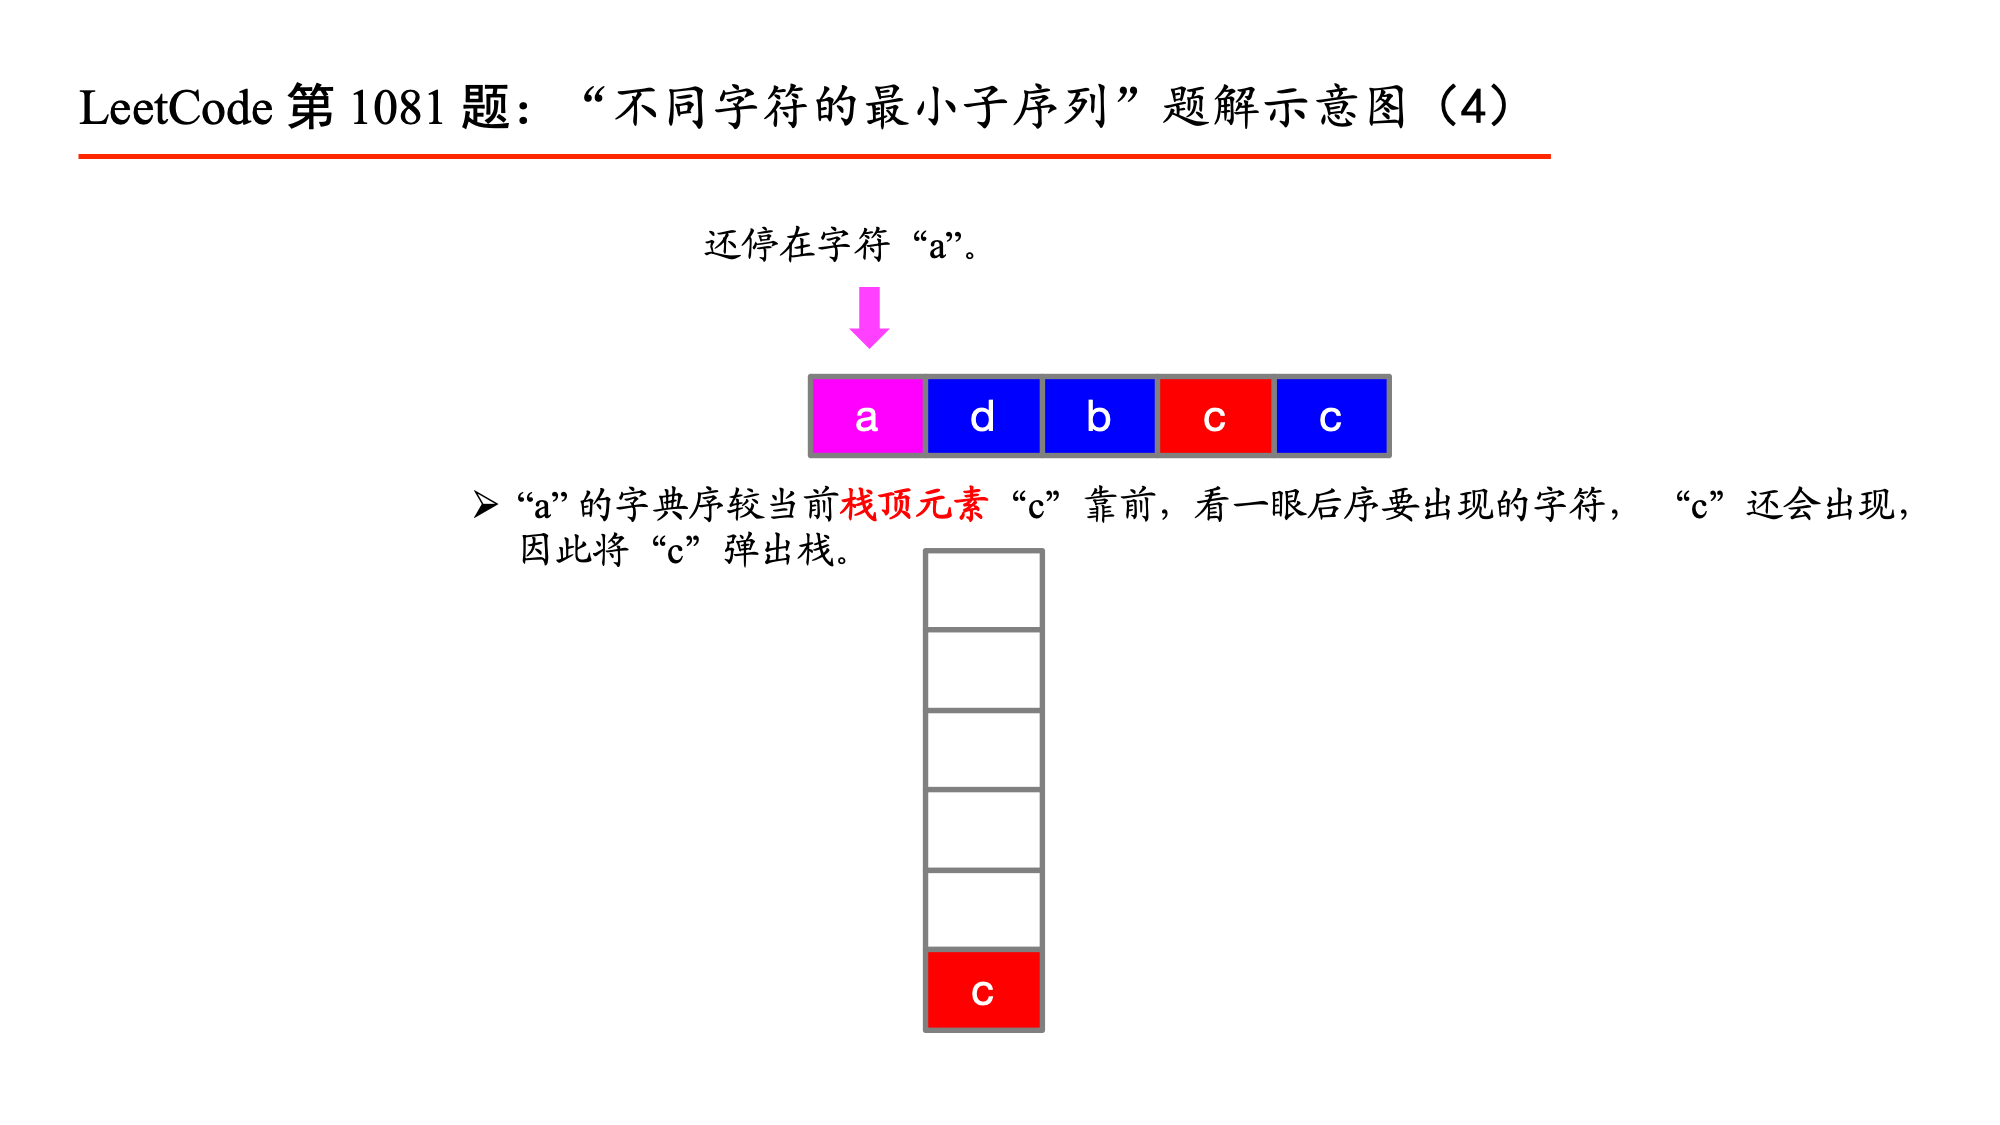 LeetCode 第 1081 题：“不同字符的最小子序列”题解示意图（4）
还停在字符“a”。
a d b c c
➢ “a” 的字典序较当前栈顶元素“c”靠前，看一眼后序要出现的字符， “c”还会出现，
因此将“c”弹出栈。
c